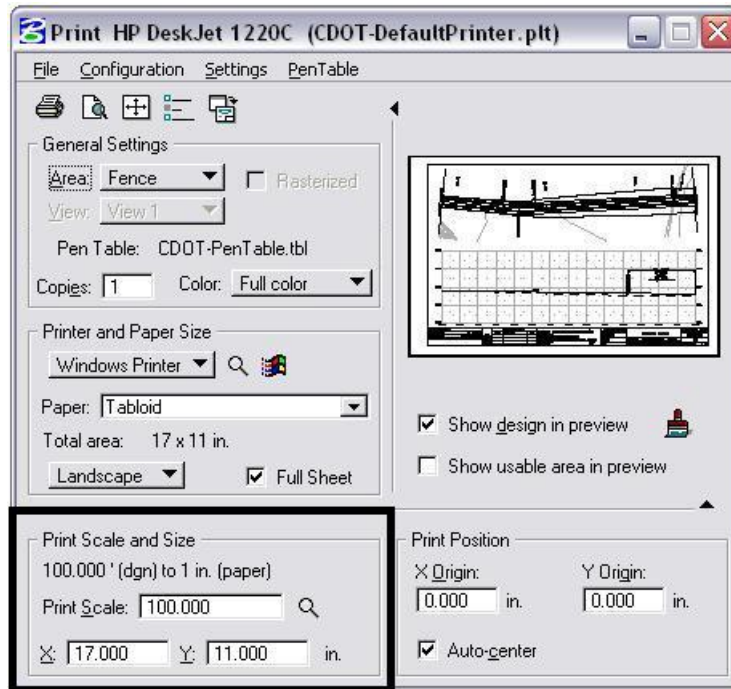 Print HP DeskJet 1220C (CDOT-DefaultPrinter.plt)
File Configuration Settings PenTable
General Settings
Area: Fence
Rasterized
View: View 1
Pen Table: CDOT-PenTable.tbl
Copies: 1 Color: Full color
Printer and Paper Size
Windows Printer
Paper: Tabloid
Total area: 17 x 11 in.
Landscape Full Sheet
Show design in preview
Show usable area in preview
Print Scale and Size
100.000 ' (dgn) to 1 in. (paper)
Print Scale: 100.000
X: 17.000 Y: 11.000 in.
Print Position
X Origin: Y Origin:
0.000 in. 0.000 in.
Auto-center